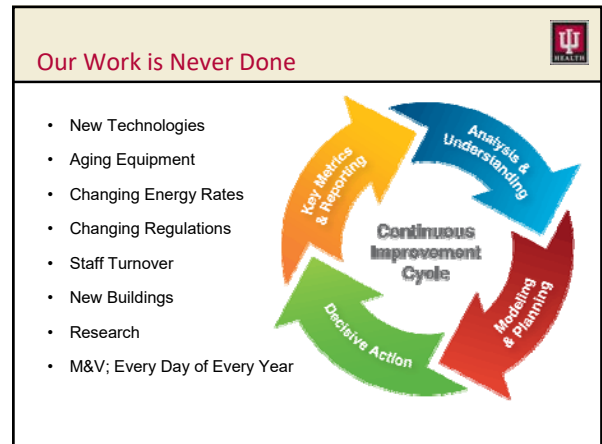 Our Work is Never Done
HEALTH
• New Technologies
• Aging Equipment
• Changing Energy Rates
• Changing Regulations
• Staff Turnover
• New Buildings
• Research
• M&V; Every Day of Every Year
Analysis &
Understanding
Modeling
& Planning
Decisive Action
Key Metrics
& Reporting
Continuous
Improvement
Cycle